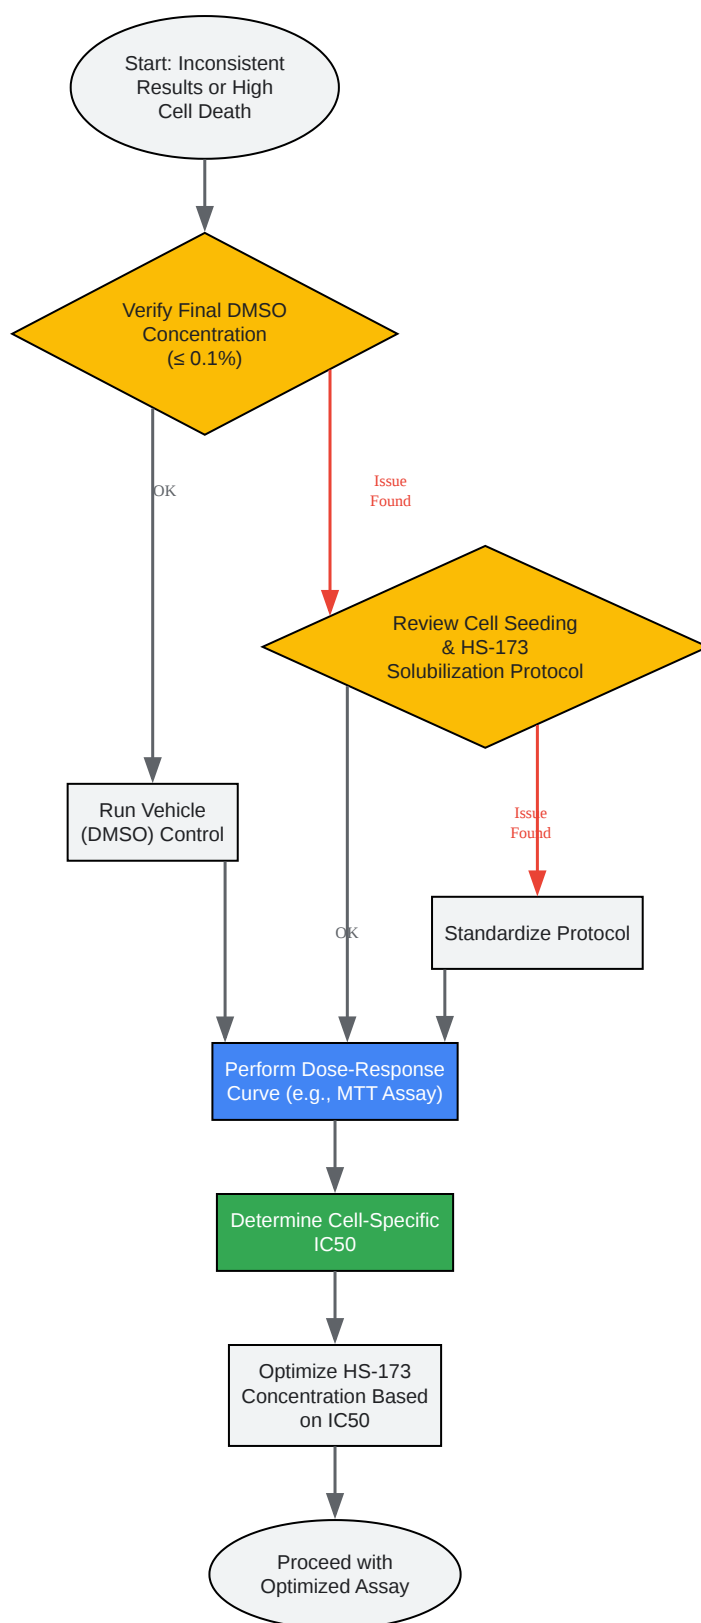 Start: Inconsistent
Results or High
Cell Death
Verify Final DMSO
Concentration
(≤ 0.1%)
OK
Issue
Found
Review Cell Seeding
& HS-173
Solubilization Protocol
Run Vehicle
(DMSO) Control
Issue
Found
OK
Standardize Protocol
Perform Dose-Response
Curve (e.g., MTT Assay)
Determine Cell-Specific
IC50
Optimize HS-173
Concentration Based
on IC50
Proceed with
Optimized Assay